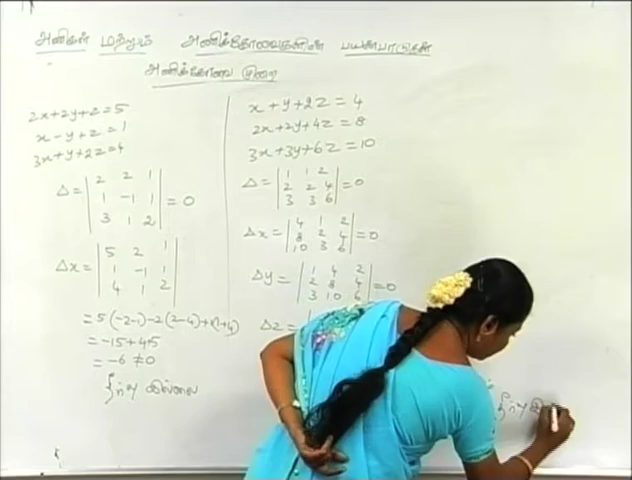 அணிகள் மற்றும் அணிக்கோவைகளின் பயன்பாடுகள்
அணிக்கோவை முறை
2x+2y+z=5
x-y+z=1
3x+y+2z=4
Δ= | 2 2 1 | 1 -1 1 | 3 1 2 | =0
Δx= | 5 2 1 | 1 -1 1 | 4 1 2 |
=5(-2-1)-2(2-4)+1(1+4)
=-15+4+5
=-6≠0
தீர்வு இல்லை
x+y+2z=4
2x+2y+4z=8
3x+3y+6z=10
Δ= | 1 1 2 | 2 2 4 | 3 3 6 | =0
Δx= | 4 1 2 | 8 2 4 | 10 3 6 | =0
Δy= | 1 4 2 | 2 8 4 | 3 10 6 | =0
Δz=
தீர்வு